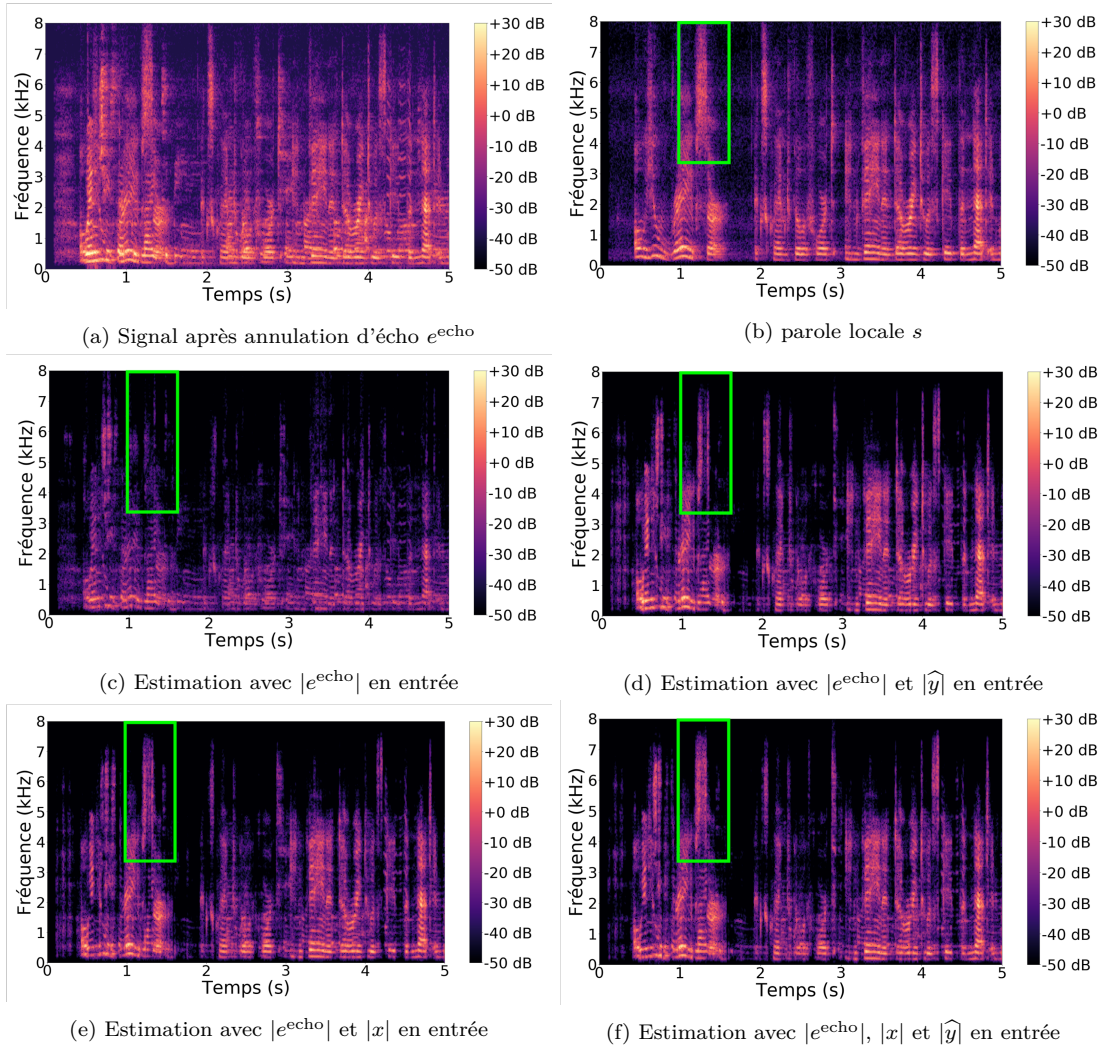 8
7
6
5
4
3
2
1
0
Fréquence (kHz)
0 1 2 3 4 5
Temps (s)
+30 dB
+20 dB
+10 dB
+0 dB
-10 dB
-20 dB
-30 dB
-40 dB
-50 dB
(a) Signal après annulation d'écho e^echo
8
7
6
5
4
3
2
1
0
Fréquence (kHz)
0 1 2 3 4 5
Temps (s)
+30 dB
+20 dB
+10 dB
+0 dB
-10 dB
-20 dB
-30 dB
-40 dB
-50 dB
(b) parole locale s
8
7
6
5
4
3
2
1
0
Fréquence (kHz)
0 1 2 3 4 5
Temps (s)
+30 dB
+20 dB
+10 dB
+0 dB
-10 dB
-20 dB
-30 dB
-40 dB
-50 dB
(c) Estimation avec |e^echo| en entrée
8
7
6
5
4
3
2
1
0
Fréquence (kHz)
0 1 2 3 4 5
Temps (s)
+30 dB
+20 dB
+10 dB
+0 dB
-10 dB
-20 dB
-30 dB
-40 dB
-50 dB
(d) Estimation avec |e^echo| et |ŷ| en entrée
8
7
6
5
4
3
2
1
0
Fréquence (kHz)
0 1 2 3 4 5
Temps (s)
+30 dB
+20 dB
+10 dB
+0 dB
-10 dB
-20 dB
-30 dB
-40 dB
-50 dB
(e) Estimation avec |e^echo| et |x| en entrée
8
7
6
5
4
3
2
1
0
Fréquence (kHz)
0 1 2 3 4 5
Temps (s)
+30 dB
+20 dB
+10 dB
+0 dB
-10 dB
-20 dB
-30 dB
-40 dB
-50 dB
(f) Estimation avec |e^echo|, |x| et |ŷ| en entrée